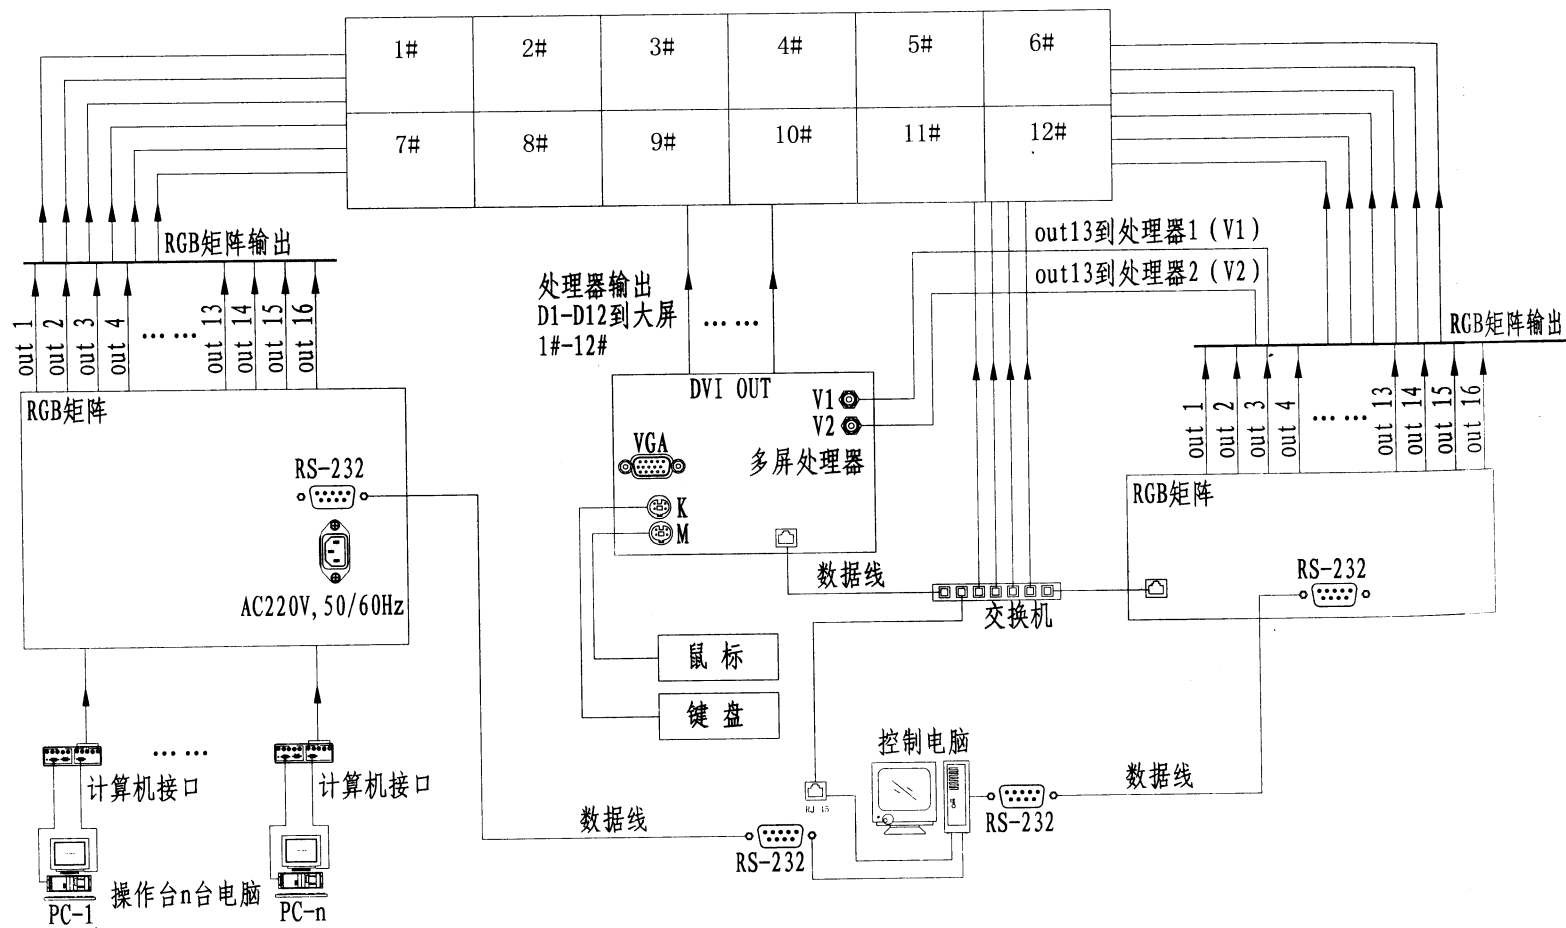 1#
2#
3#
4#
5#
6#
7#
8#
9#
10#
11#
12#
RGB矩阵输出
out13到处理器1（V1）
out13到处理器2（V2）
处理器输出
D1-D12到大屏
1#-12#
…… 
RGB矩阵输出
out 1
out 2
out 3
out 4
……
out 13
out 14
out 15
out 16
RGB矩阵
RS-232
AC220V,50/60Hz
DVI OUT
V1
V2
VGA
多屏处理器
K
M
数据线
交换机
out 1
out 2
out 3
out 4
……
out 13
out 14
out 15
out 16
RGB矩阵
RS-232
鼠 标
键 盘
……
计算机接口
计算机接口
控制电脑
RJ 45
RS-232
数据线
数据线
RS-232
操作台n台电脑
PC-1
PC-n